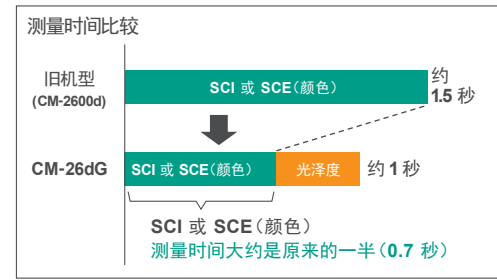 测量时间比较
旧机型
(CM-2600d)
SCI 或 SCE(颜色)
约
1.5 秒
CM-26dG
SCI 或 SCE(颜色)
光泽度
约 1 秒
SCI 或 SCE(颜色)
测量时间大约是原来的一半(0.7 秒)